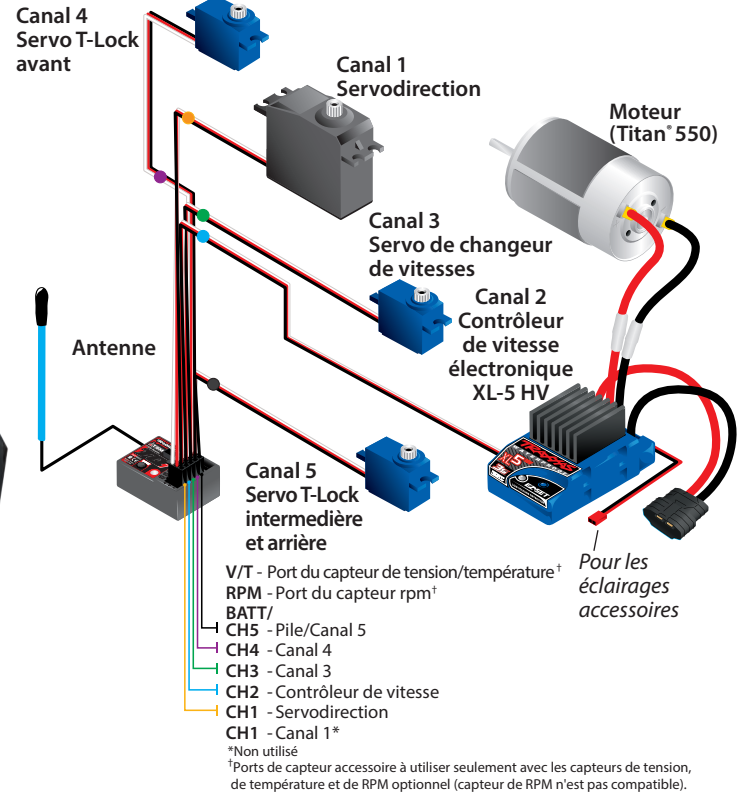 Canal 4
Servo T-Lock
avant
Canal 1
Servodirection
Moteur
(Titan® 550)
Canal 3
Servo de changeur
de vitesses
Canal 2
Contrôleur
de vitesse
électronique
XL-5 HV
Antenne
TRAXXAS
XL5
EZ-SET
Canal 5
Servo T-Lock
intermedière
et arrière
Pour les
éclairages
accessoires
V/T - Port du capteur de tension/température†
RPM - Port du capteur rpm†
BATT/
CH5 - Pile/Canal 5
CH4 - Canal 4
CH3 - Canal 3
CH2 - Contrôleur de vitesse
CH1 - Servodirection
CH1 - Canal 1*
*Non utilisé
†Ports de capteur accessoire à utiliser seulement avec les capteurs de tension,
de température et de RPM optionnel (capteur de RPM n'est pas compatible).